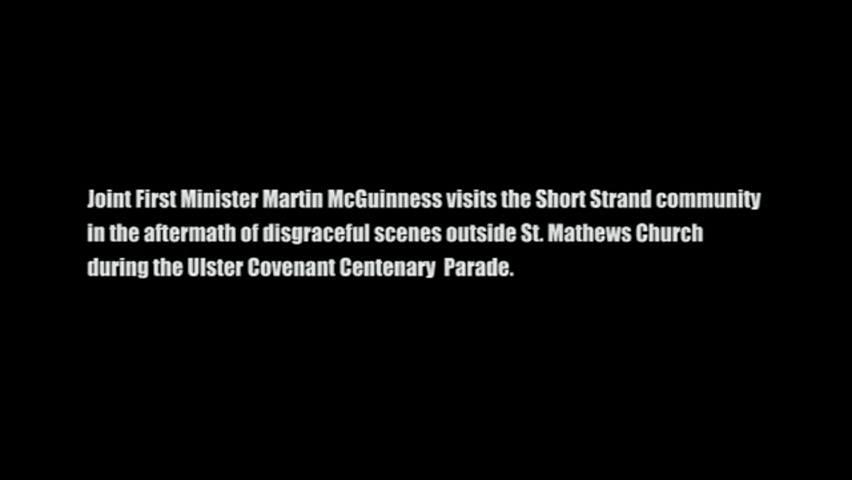 Joint First Minister Martin McGuinness visits the Short Strand community
in the aftermath of disgraceful scenes outside St. Mathews Church
during the Ulster Covenant Centenary  Parade.